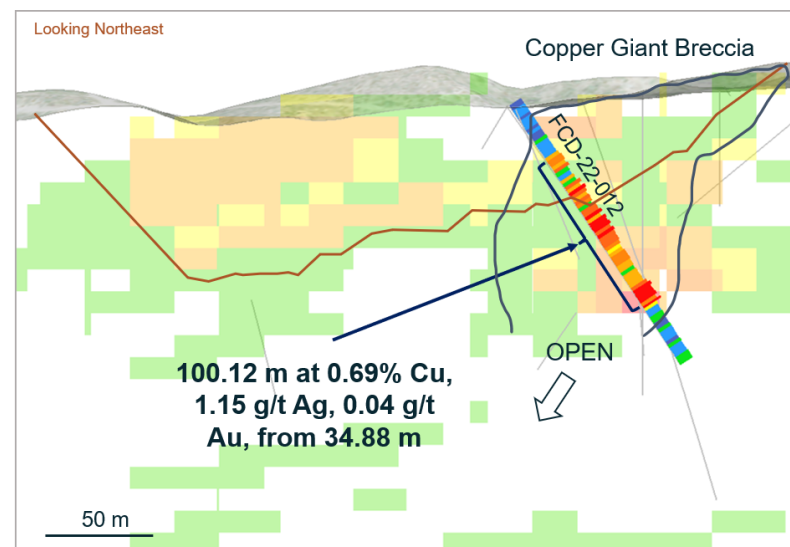 Looking Northeast
Copper Giant Breccia
FCD-22-012
OPEN
100.12 m at 0.69% Cu,
1.15 g/t Ag, 0.04 g/t
Au, from 34.88 m
50 m